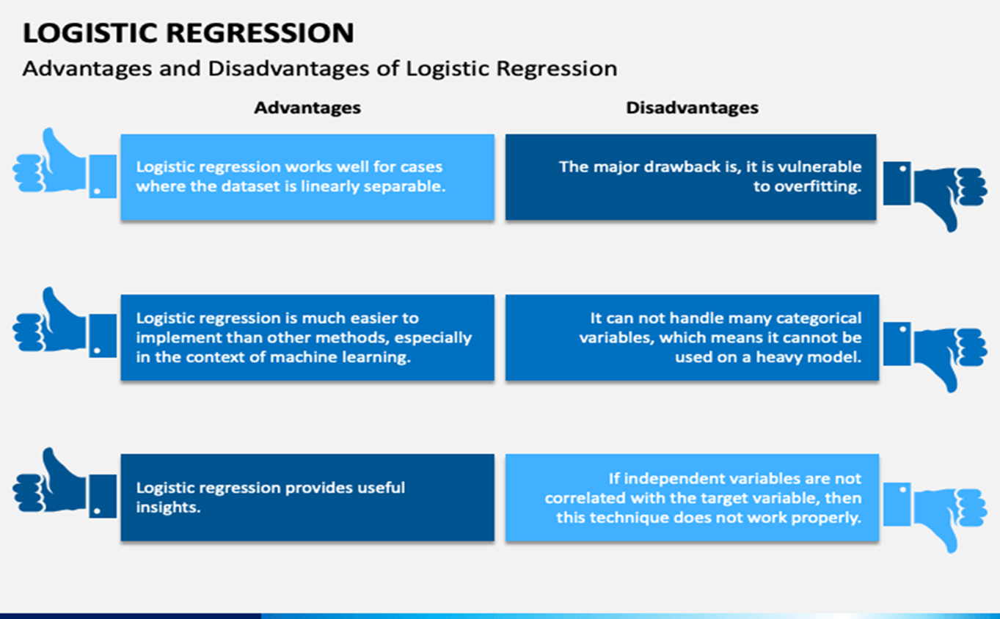 LOGISTIC REGRESSION
Advantages and Disadvantages of Logistic Regression
Advantages
Logistic regression works well for cases
where the dataset is linearly separable.
Logistic regression is much easier to
implement than other methods, especially
in the context of machine learning.
Logistic regression provides useful
insights.
Disadvantages
The major drawback is, it is vulnerable
to overfitting.
It can not handle many categorical
variables, which means it cannot be
used on a heavy model.
If independent variables are not
correlated with the target variable, then
this technique does not work properly.